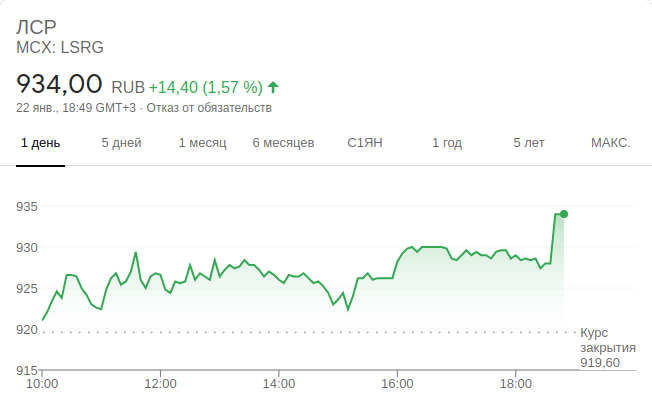 ЛСР
MCX: LSRG
934,00 RUB +14,40 (1,57 %)
22 янв., 18:49 GMT+3 · Отказ от обязательств
1 день 5 дней 1 месяц 6 месяцев С1ЯН 1 год 5 лет МАКС.
935
930
925
920
915
Курс
закрытия
919,60
10:00 12:00 14:00 16:00 18:00